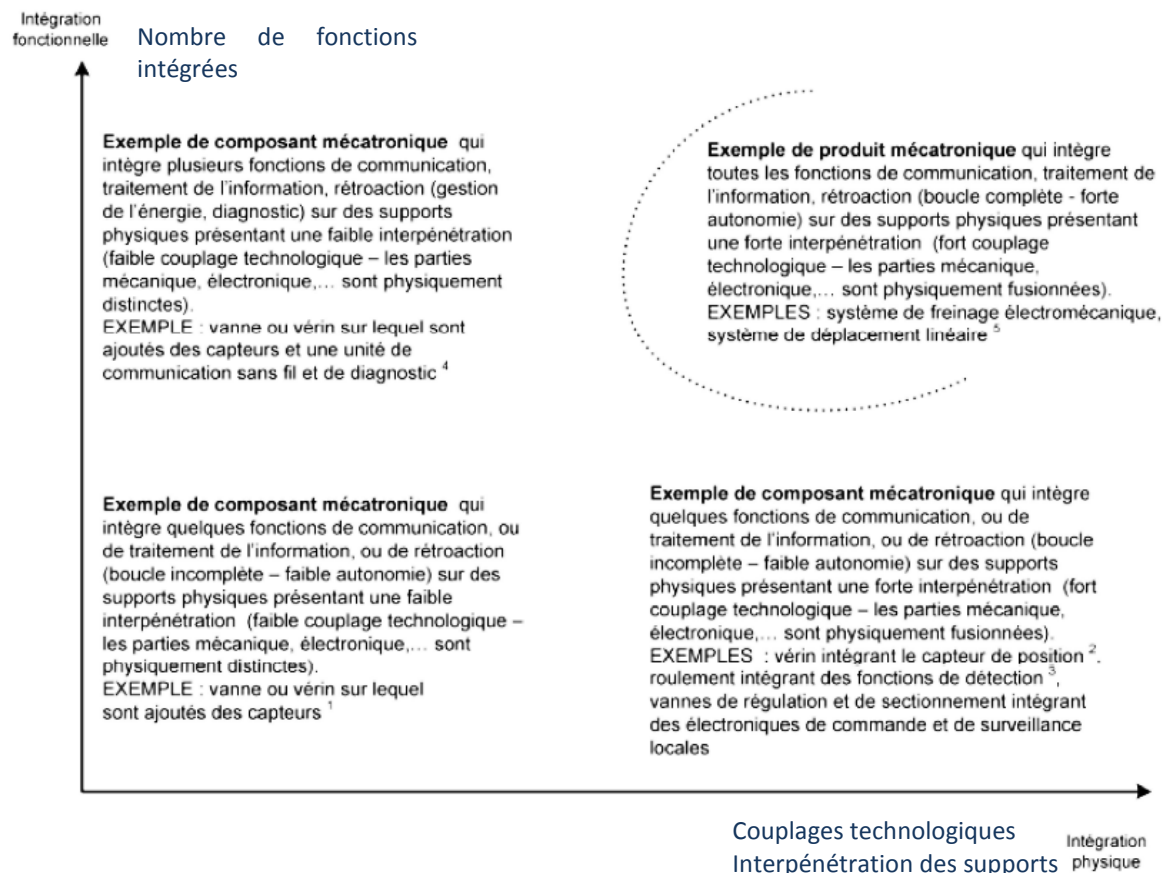 Intégration
fonctionnelle
Nombre de fonctions
intégrées
Exemple de composant mécatronique qui
intègre plusieurs fonctions de communication,
traitement de l'information, rétroaction (gestion
de l'énergie, diagnostic) sur des supports
physiques présentant une faible interpénétration
(faible couplage technologique – les parties
mécanique, électronique,... sont physiquement
distinctes).
EXEMPLE : vanne ou vérin sur lequel sont
ajoutés des capteurs et une unité de
communication sans fil et de diagnostic 4
Exemple de produit mécatronique qui intègre
toutes les fonctions de communication, traitement de
l'information, rétroaction (boucle complète - forte
autonomie) sur des supports physiques présentant
une forte interpénétration (fort couplage
technologique – les parties mécanique,
électronique,... sont physiquement fusionnées).
EXEMPLES : système de freinage électromécanique,
système de déplacement linéaire 5
Exemple de composant mécatronique qui
intègre quelques fonctions de communication, ou
de traitement de l'information, ou de rétroaction
(boucle incomplète – faible autonomie) sur des
supports physiques présentant une faible
interpénétration (faible couplage technologique –
les parties mécanique, électronique,... sont
physiquement distinctes).
EXEMPLE : vanne ou vérin sur lequel
sont ajoutés des capteurs 1
Exemple de composant mécatronique qui intègre
quelques fonctions de communication, ou de
traitement de l'information, ou de rétroaction (boucle
incomplète – faible autonomie) sur des supports
physiques présentant une forte interpénétration (fort
couplage technologique – les parties mécanique,
électronique,... sont physiquement fusionnées).
EXEMPLES : vérin intégrant le capteur de position 2.
roulement intégrant des fonctions de détection 3,
vannes de régulation et de sectionnement intégrant
des électroniques de commande et de surveillance
locales
Couplages technologiques
Interpénétration des supports
Intégration
physique